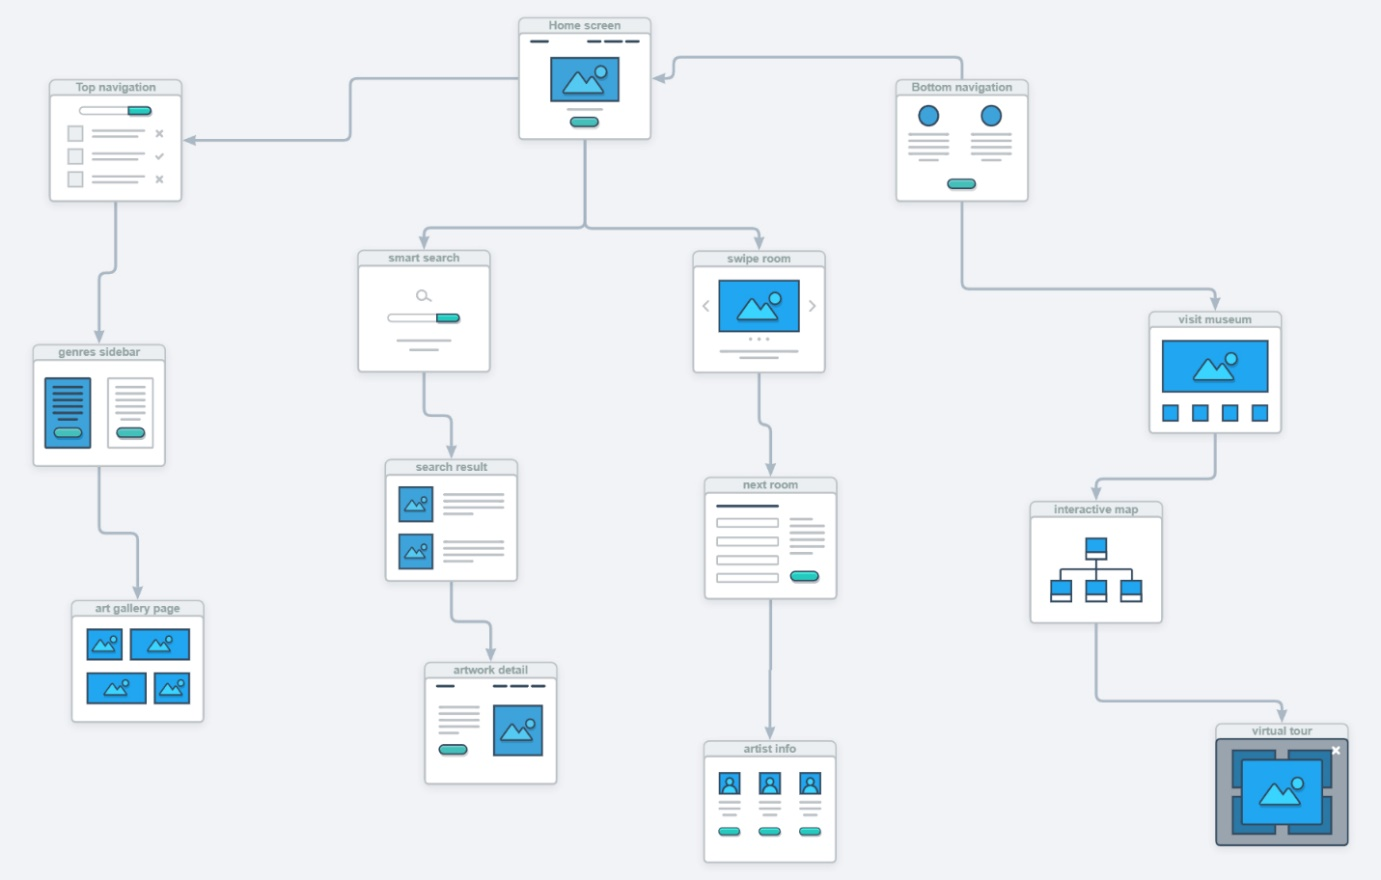 Home screen
Top navigation
Bottom navigation
smart search
swipe room
visit museum
genres sidebar
search result
next room
interactive map
art gallery page
artwork detail
artist info
virtual tour